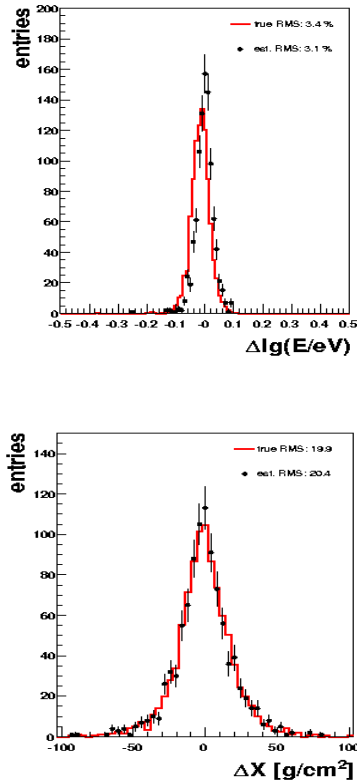 entries
200
180
160
140
120
100
80
60
40
20
0
true RMS: 3.4 %
est. RMS: 3.1 %
-0.5 -0.4 -0.3 -0.2 -0.1 -0 0.1 0.2 0.3 0.4 0.5
Δlg(E/eV)
entries
140
120
100
80
60
40
20
0
true RMS: 19.9
est. RMS: 20.4
-100 -50 0 50 100
ΔX [g/cm²]